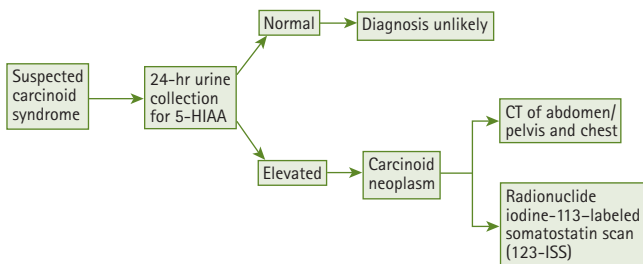 Suspected
carcinoid
syndrome
24-hr urine
collection
for 5-HIAA
Normal
Diagnosis unlikely
Elevated
Carcinoid
neoplasm
CT of abdomen/
pelvis and chest
Radionuclide
iodine-113–labeled
somatostatin scan
(123-ISS)